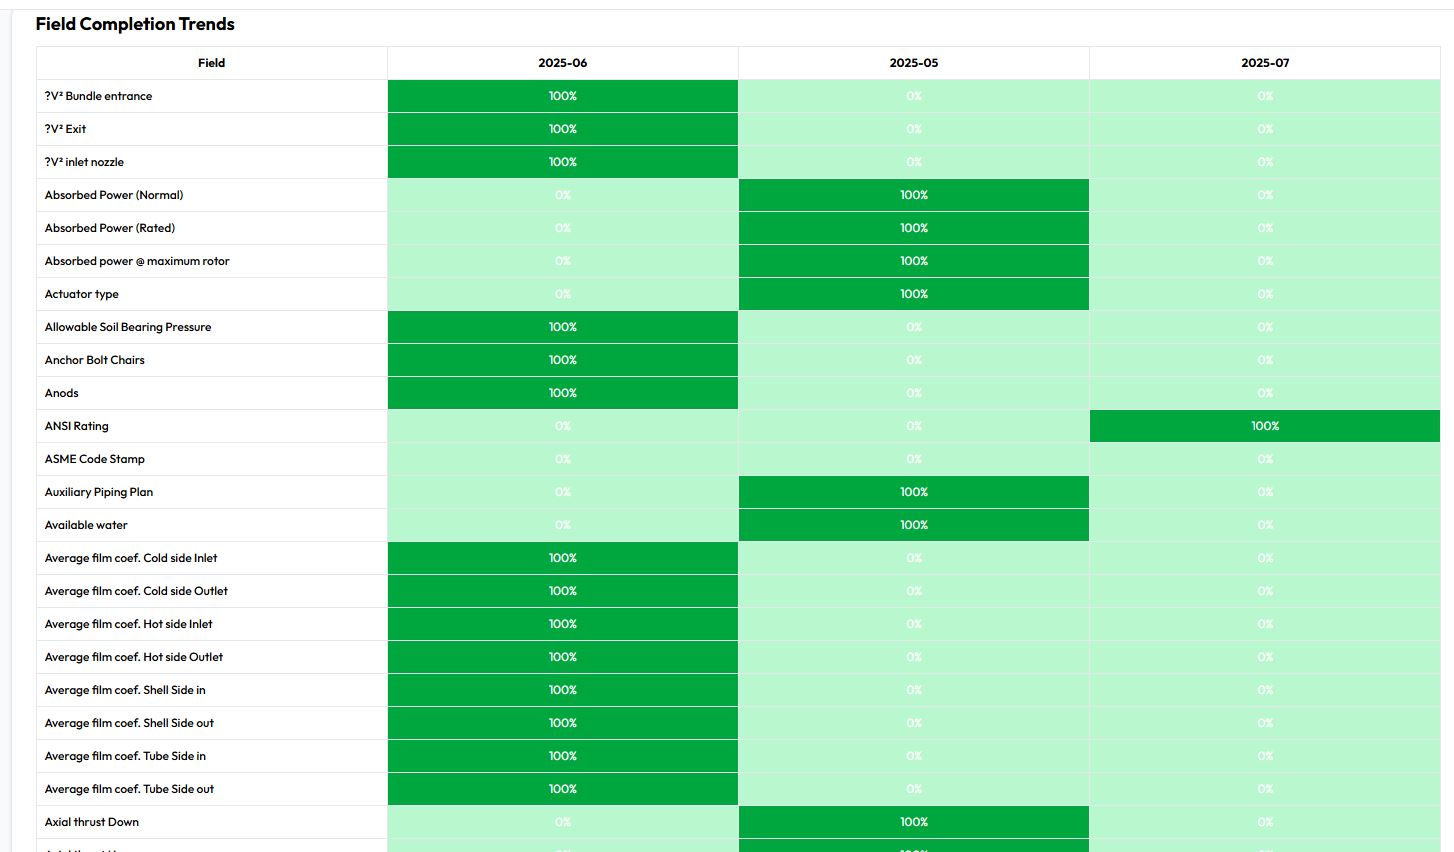 Field Completion Trends
Field 2025-06 2025-05 2025-07
?V² Bundle entrance 100% 0% 0%
?V² Exit 100% 0% 0%
?V² inlet nozzle 100% 0% 0%
Absorbed Power (Normal) 0% 100% 0%
Absorbed Power (Rated) 0% 100% 0%
Absorbed power @ maximum rotor 0% 100% 0%
Actuator type 0% 100% 0%
Allowable Soil Bearing Pressure 100% 0% 0%
Anchor Bolt Chairs 100% 0% 0%
Anods 100% 0% 0%
ANSI Rating 0% 0% 100%
ASME Code Stamp 0% 0% 0%
Auxiliary Piping Plan 0% 100% 0%
Available water 0% 100% 0%
Average film coef. Cold side Inlet 100% 0% 0%
Average film coef. Cold side Outlet 100% 0% 0%
Average film coef. Hot side Inlet 100% 0% 0%
Average film coef. Hot side Outlet 100% 0% 0%
Average film coef. Shell Side in 100% 0% 0%
Average film coef. Shell Side out 100% 0% 0%
Average film coef. Tube Side in 100% 0% 0%
Average film coef. Tube Side out 100% 0% 0%
Axial thrust Down 0% 100% 0%